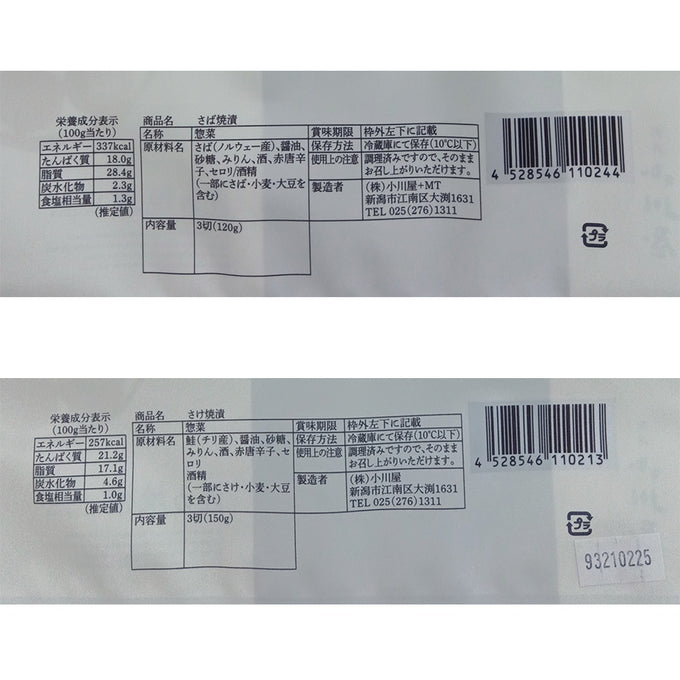 栄養成分表示
(100g当たり)
エネルギー 337kcal
たんぱく質 18.0g
脂質 28.4g
炭水化物 2.3g
食塩相当量 1.3g
(推定値)
商品名 さば焼漬
名称 惣菜
原材料名 さば(ノルウェー産)、醤油、
砂糖、みりん、酒、赤唐辛
子、セロリ/酒精
(一部にさば・小麦・大豆を
含む)
内容量 3切(120g)
賞味期限 枠外左下に記載
保存方法 冷蔵庫にて保存(10℃以下)
使用上の注意 調理済みですので、そのまま
お召し上がりいただけます。
製造者 (株)小川屋+MT
新潟市江南区大渕1631
TEL 025(276)1311
4 528546 110244
プラ
栄養成分表示
(100g当たり)
エネルギー 257kcal
たんぱく質 21.2g
脂質 17.1g
炭水化物 4.6g
食塩相当量 1.0g
(推定値)
商品名 さけ焼漬
名称 惣菜
原材料名 鮭(チリ産)、醤油、砂糖、
みりん、酒、赤唐辛子、セ
ロリ
酒精
(一部にさけ・小麦・大豆
を含む)
内容量 3切(150g)
賞味期限 枠外左下に記載
保存方法 冷蔵庫にて保存(10℃以下)
使用上の注意 調理済みですので、そのまま
お召し上がりいただけます。
製造者 (株)小川屋
新潟市江南区大渕1631
TEL 025(276)1311
4 528546 110213
プラ
93210225